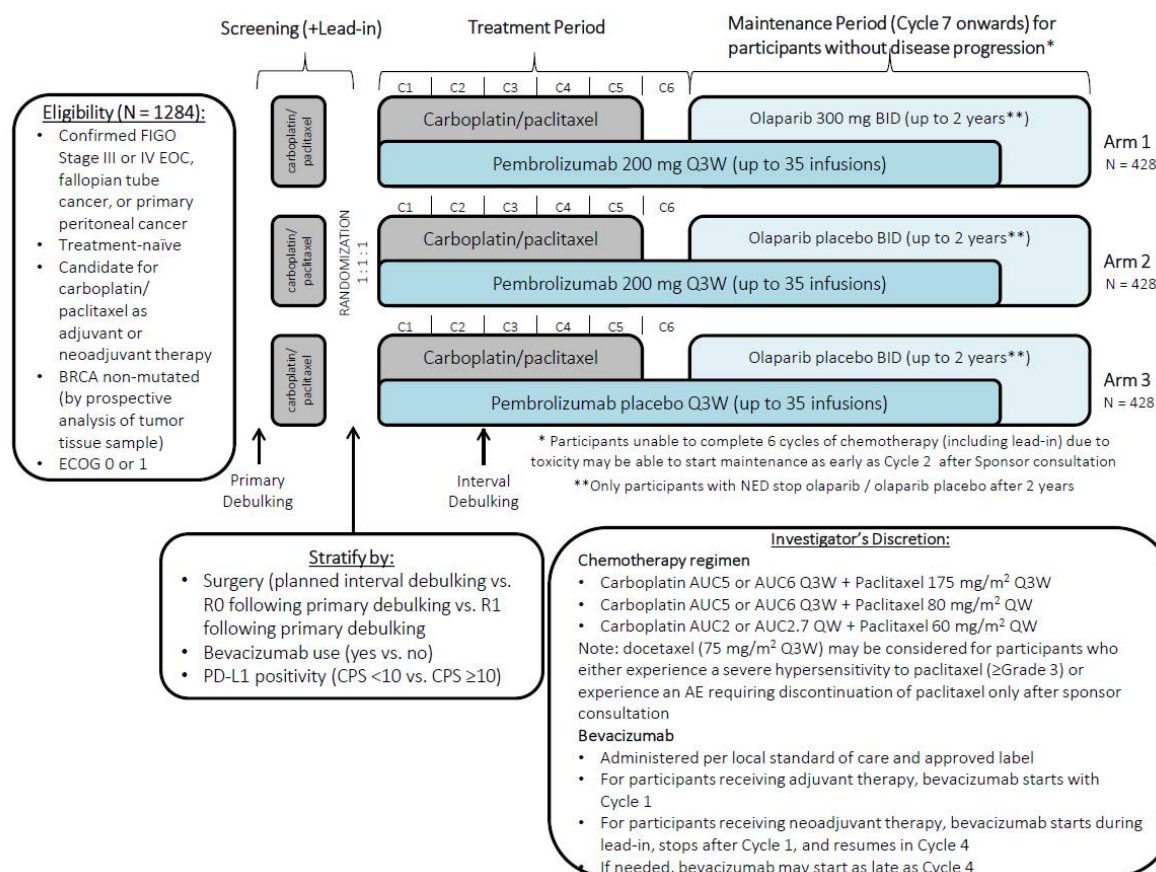 Screening (+Lead-in)
Treatment Period
Maintenance Period (Cycle 7 onwards) for
participants without disease progression*
Eligibility (N = 1284):
• Confirmed FIGO
Stage III or IV EOC,
fallopian tube
cancer, or primary
peritoneal cancer
• Treatment-naïve
• Candidate for
carboplatin/
paclitaxel as
adjuvant or
neoadjuvant therapy
• BRCA non-mutated
(by prospective
analysis of tumor
tissue sample)
• ECOG 0 or 1
carboplatin/
paclitaxel
C1 C2 C3 C4 C5 C6
Carboplatin/paclitaxel
Olaparib 300 mg BID (up to 2 years**)
Pembrolizumab 200 mg Q3W (up to 35 infusions)
Arm 1
N = 428
carboplatin/
paclitaxel
RANDOMIZATION
1 : 1 : 1
C1 C2 C3 C4 C5 C6
Carboplatin/paclitaxel
Olaparib placebo BID (up to 2 years**)
Pembrolizumab 200 mg Q3W (up to 35 infusions)
Arm 2
N = 428
carboplatin/
paclitaxel
C1 C2 C3 C4 C5 C6
Carboplatin/paclitaxel
Olaparib placebo BID (up to 2 years**)
Pembrolizumab placebo Q3W (up to 35 infusions)
Arm 3
N = 428
Primary
Debulking
Interval
Debulking
* Participants unable to complete 6 cycles of chemotherapy (including lead-in) due to
toxicity may be able to start maintenance as early as Cycle 2 after Sponsor consultation
**Only participants with NED stop olaparib / olaparib placebo after 2 years
Stratify by:
• Surgery (planned interval debulking vs.
R0 following primary debulking vs. R1
following primary debulking
• Bevacizumab use (yes vs. no)
• PD-L1 positivity (CPS <10 vs. CPS ≥10)
Investigator's Discretion:
Chemotherapy regimen
• Carboplatin AUC5 or AUC6 Q3W + Paclitaxel 175 mg/m² Q3W
• Carboplatin AUC5 or AUC6 Q3W + Paclitaxel 80 mg/m² QW
• Carboplatin AUC2 or AUC2.7 QW + Paclitaxel 60 mg/m² QW
Note: docetaxel (75 mg/m² Q3W) may be considered for participants who
either experience a severe hypersensitivity to paclitaxel (≥Grade 3) or
experience an AE requiring discontinuation of paclitaxel only after sponsor
consultation
Bevacizumab
• Administered per local standard of care and approved label
• For participants receiving adjuvant therapy, bevacizumab starts with
Cycle 1
• For participants receiving neoadjuvant therapy, bevacizumab starts during
lead-in, stops after Cycle 1, and resumes in Cycle 4
• If needed, bevacizumab may start as late as Cycle 4